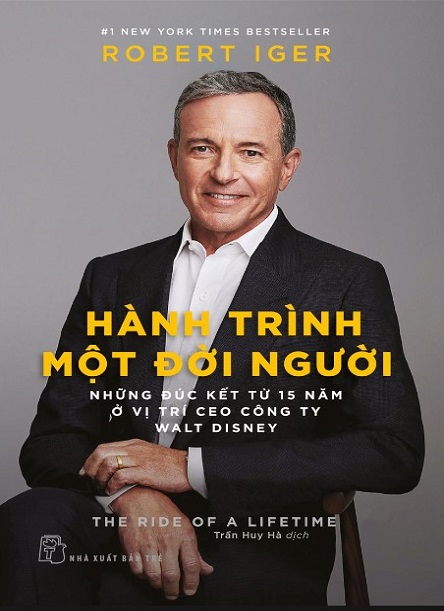 #1 NEW YORK TIMES BESTSELLER
ROBERT IGER
HÀNH TRÌNH
MỘT ĐỜI NGƯỜI
NHỮNG ĐÚC KẾT TỪ 15 NĂM
Ở VỊ TRÍ CEO CÔNG TY
WALT DISNEY
THE RIDE OF A LIFETIME
Trần Huy Hà dịch
NHÀ XUẤT BẢN TRẺ